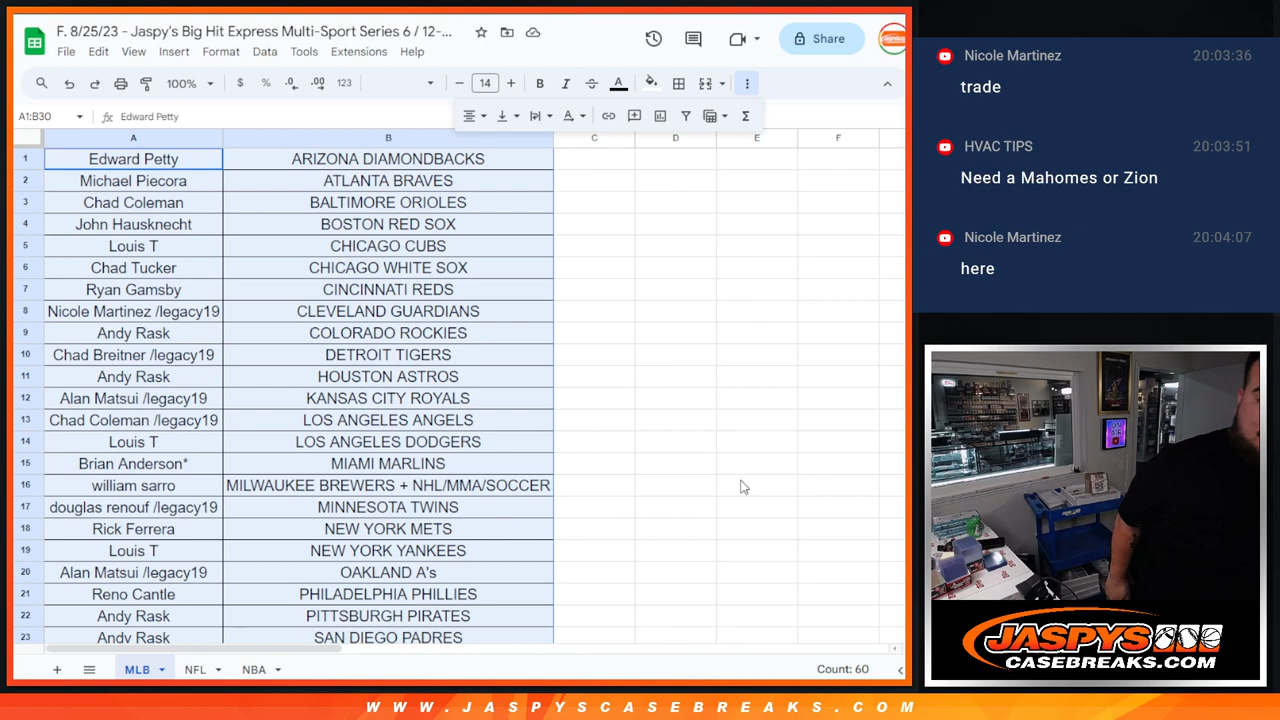 F. 8/25/23 - Jaspy's Big Hit Express Multi-Sport Series 6 / 12-...
File Edit View Insert Format Data Tools Extensions Help
Share
100% $ % .0 .00 123 14 B I A
A1:B30 fx Edward Petty
A B C D E F
1 Edward Petty ARIZONA DIAMONDBACKS
2 Michael Piecora ATLANTA BRAVES
3 Chad Coleman BALTIMORE ORIOLES
4 John Hausknecht BOSTON RED SOX
5 Louis T CHICAGO CUBS
6 Chad Tucker CHICAGO WHITE SOX
7 Ryan Gamsby CINCINNATI REDS
8 Nicole Martinez /legacy19 CLEVELAND GUARDIANS
9 Andy Rask COLORADO ROCKIES
10 Chad Breitner /legacy19 DETROIT TIGERS
11 Andy Rask HOUSTON ASTROS
12 Alan Matsui /legacy19 KANSAS CITY ROYALS
13 Chad Coleman /legacy19 LOS ANGELES ANGELS
14 Louis T LOS ANGELES DODGERS
15 Brian Anderson* MIAMI MARLINS
16 william sarro MILWAUKEE BREWERS + NHL/MMA/SOCCER
17 douglas renouf /legacy19 MINNESOTA TWINS
18 Rick Ferrera NEW YORK METS
19 Louis T NEW YORK YANKEES
20 Alan Matsui /legacy19 OAKLAND A's
21 Reno Cantle PHILADELPHIA PHILLIES
22 Andy Rask PITTSBURGH PIRATES
23 Andy Rask SAN DIEGO PADRES
MLB NFL NBA Count: 60
Nicole Martinez 20:03:36
trade
HVAC TIPS 20:03:51
Need a Mahomes or Zion
Nicole Martinez 20:04:07
here
JASPYS
CASEBREAKS.COM
WWW.JASPYSCASEBREAKS.COM